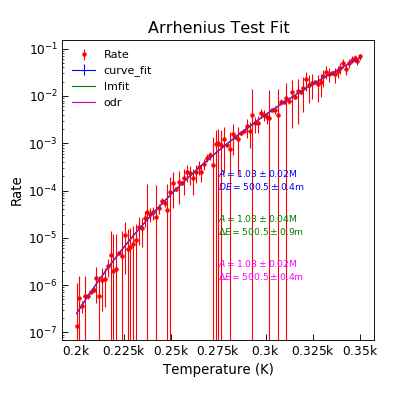 Arrhenius Test Fit
Rate
curve_fit
lmfit
odr
A = 1.03 ± 0.02M
DE = 500.5 ± 0.4m
A = 1.03 ± 0.04M
ΔE = 500.5 ± 0.9m
A = 1.03 ± 0.02M
ΔE = 500.5 ± 0.4m
Rate
10⁻¹
10⁻²
10⁻³
10⁻⁴
10⁻⁵
10⁻⁶
10⁻⁷
0.2k 0.225k 0.25k 0.275k 0.3k 0.325k 0.35k
Temperature (K)